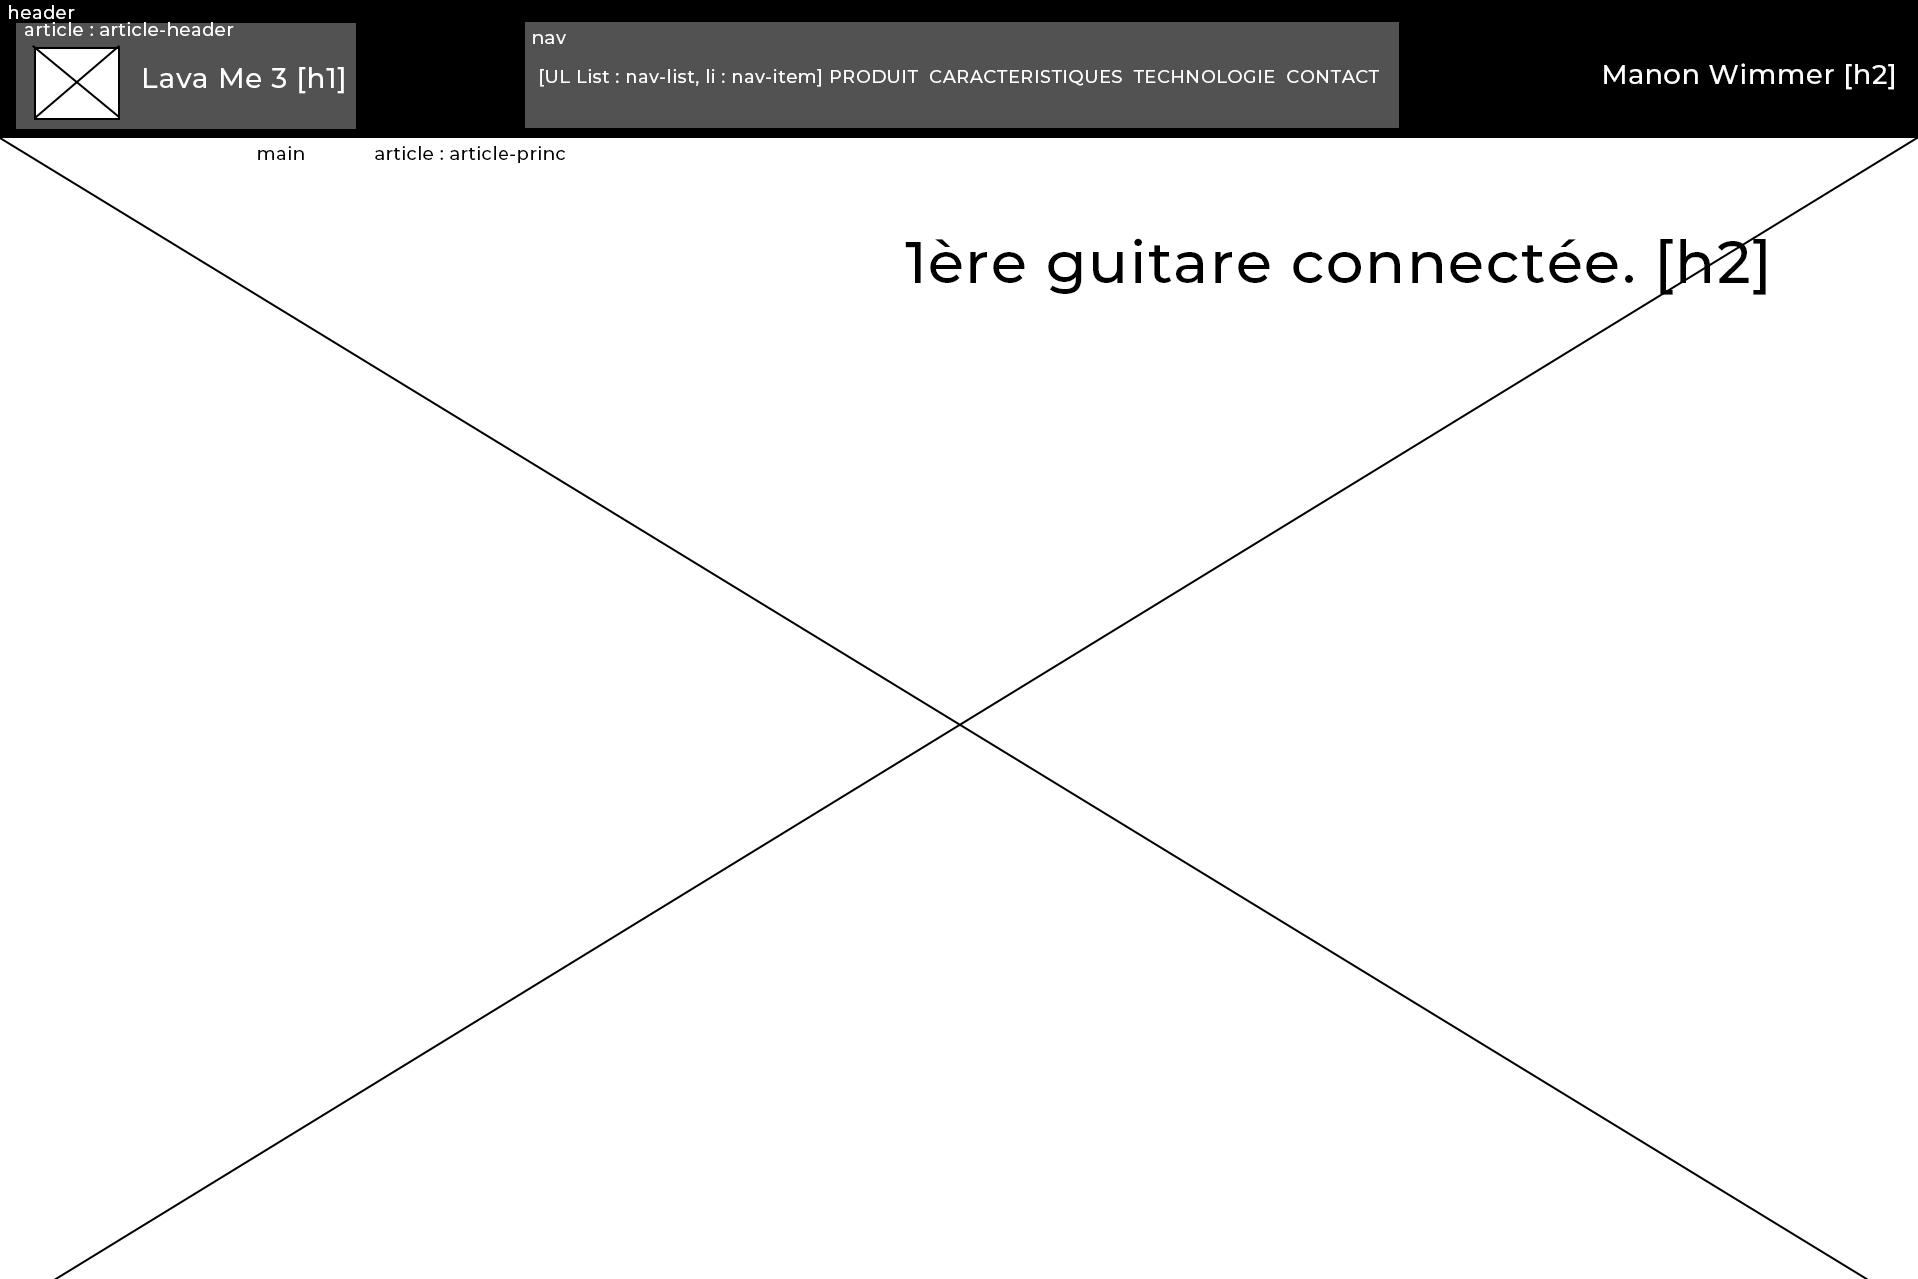 header
article : article-header
Lava Me 3 [h1]
nav
[UL List : nav-list, li : nav-item] PRODUIT CARACTERISTIQUES TECHNOLOGIE CONTACT
Manon Wimmer [h2]
main article : article-princ
1ère guitare connectée. [h2]